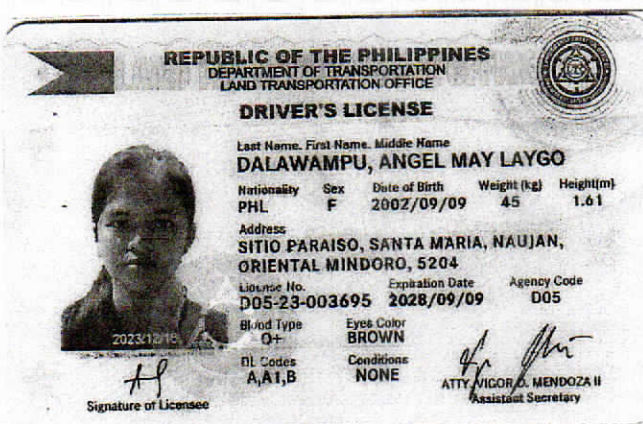 REPUBLIC OF THE PHILIPPINES
DEPARTMENT OF TRANSPORTATION
LAND TRANSPORTATION OFFICE
DRIVER'S LICENSE
Last Name. First Name. Middle Name
DALAWAMPU, ANGEL MAY LAYGO
Nationality Sex Date of Birth Weight (kg) Height(m)
PHL F 2002/09/09 45 1.61
Address
SITIO PARAISO, SANTA MARIA, NAUJAN,
ORIENTAL MINDORO, 5204
License No. Expiration Date Agency Code
D05-23-003695 2028/09/09 D05
Blood Type Eyes Color
O+ BROWN
DL Codes Conditions
A,A1,B NONE
2023/12/18
Signature of Licensee
ATTY. VIGOR D. MENDOZA II
Assistant Secretary